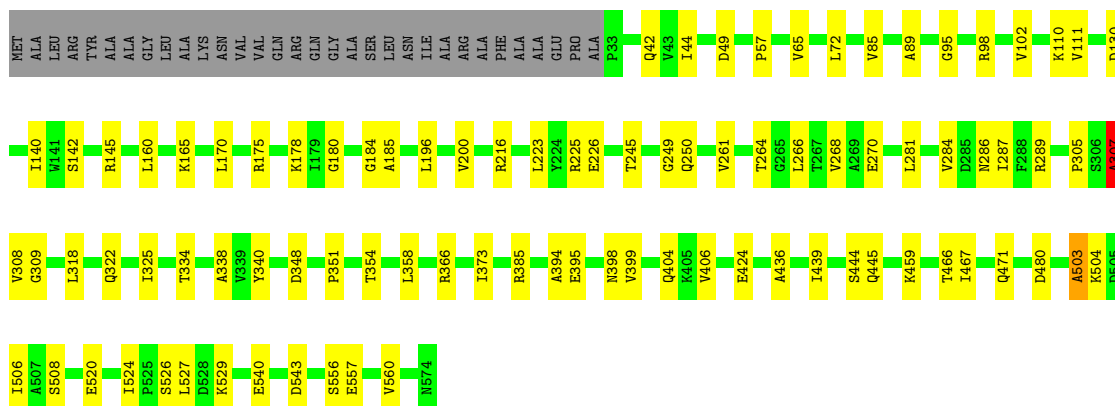 MET ALA LEU ARG TYR ALA ALA GLY LEU ALA LYS ASN VAL VAL GLN ARG GLN GLY ALA SER LEU ASN ILE ALA ARG ALA PHE ALA GLU PRO ALA P33 Q42 V43 I44 D49 P57 V65 L72 V85 A89 G95 R98 V102 K110 V111 D130
I140 W141 S142 R145 L160 K165 L170 R175 K178 I179 G180 G184 A185 L196 V200 R216 L223 Y224 R225 E226 T245 G249 Q250 V261 T264 G265 L266 T267 V268 A269 E270 L281 V284 D285 N286 I287 F288 R289 P305 S306 A307
V308 G309 L318 Q322 I325 T334 A338 V339 Y340 D348 P351 T354 L358 R366 I373 R385 A394 E395 N398 V399 Q404 K405 V406 E424 A436 I439 S444 Q445 K459 T466 I467 Q471 D480 A503 K504 D505
I506 A507 S508 E520 I524 P525 S526 L527 D528 K529 E540 D543 S556 E557 V560 N574